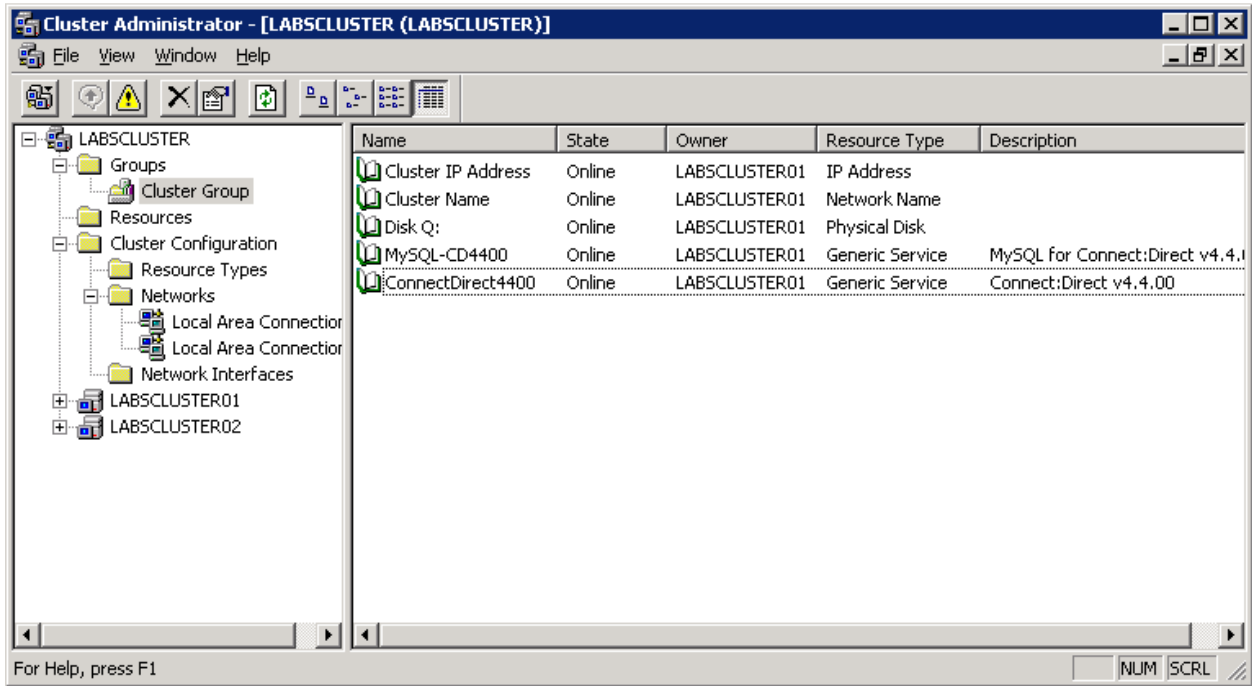 Cluster Administrator - [LABSCLUSTER (LABSCLUSTER)]
File View Window Help
LABSCLUSTER
Groups
Cluster Group
Resources
Cluster Configuration
Resource Types
Networks
Local Area Connection
Local Area Connection
Network Interfaces
LABSCLUSTER01
LABSCLUSTER02
Name State Owner Resource Type Description
Cluster IP Address Online LABSCLUSTER01 IP Address
Cluster Name Online LABSCLUSTER01 Network Name
Disk Q: Online LABSCLUSTER01 Physical Disk
MySQL-CD4400 Online LABSCLUSTER01 Generic Service MySQL for Connect:Direct v4.4.
ConnectDirect4400 Online LABSCLUSTER01 Generic Service Connect:Direct v4.4.00
For Help, press F1
NUM SCRL